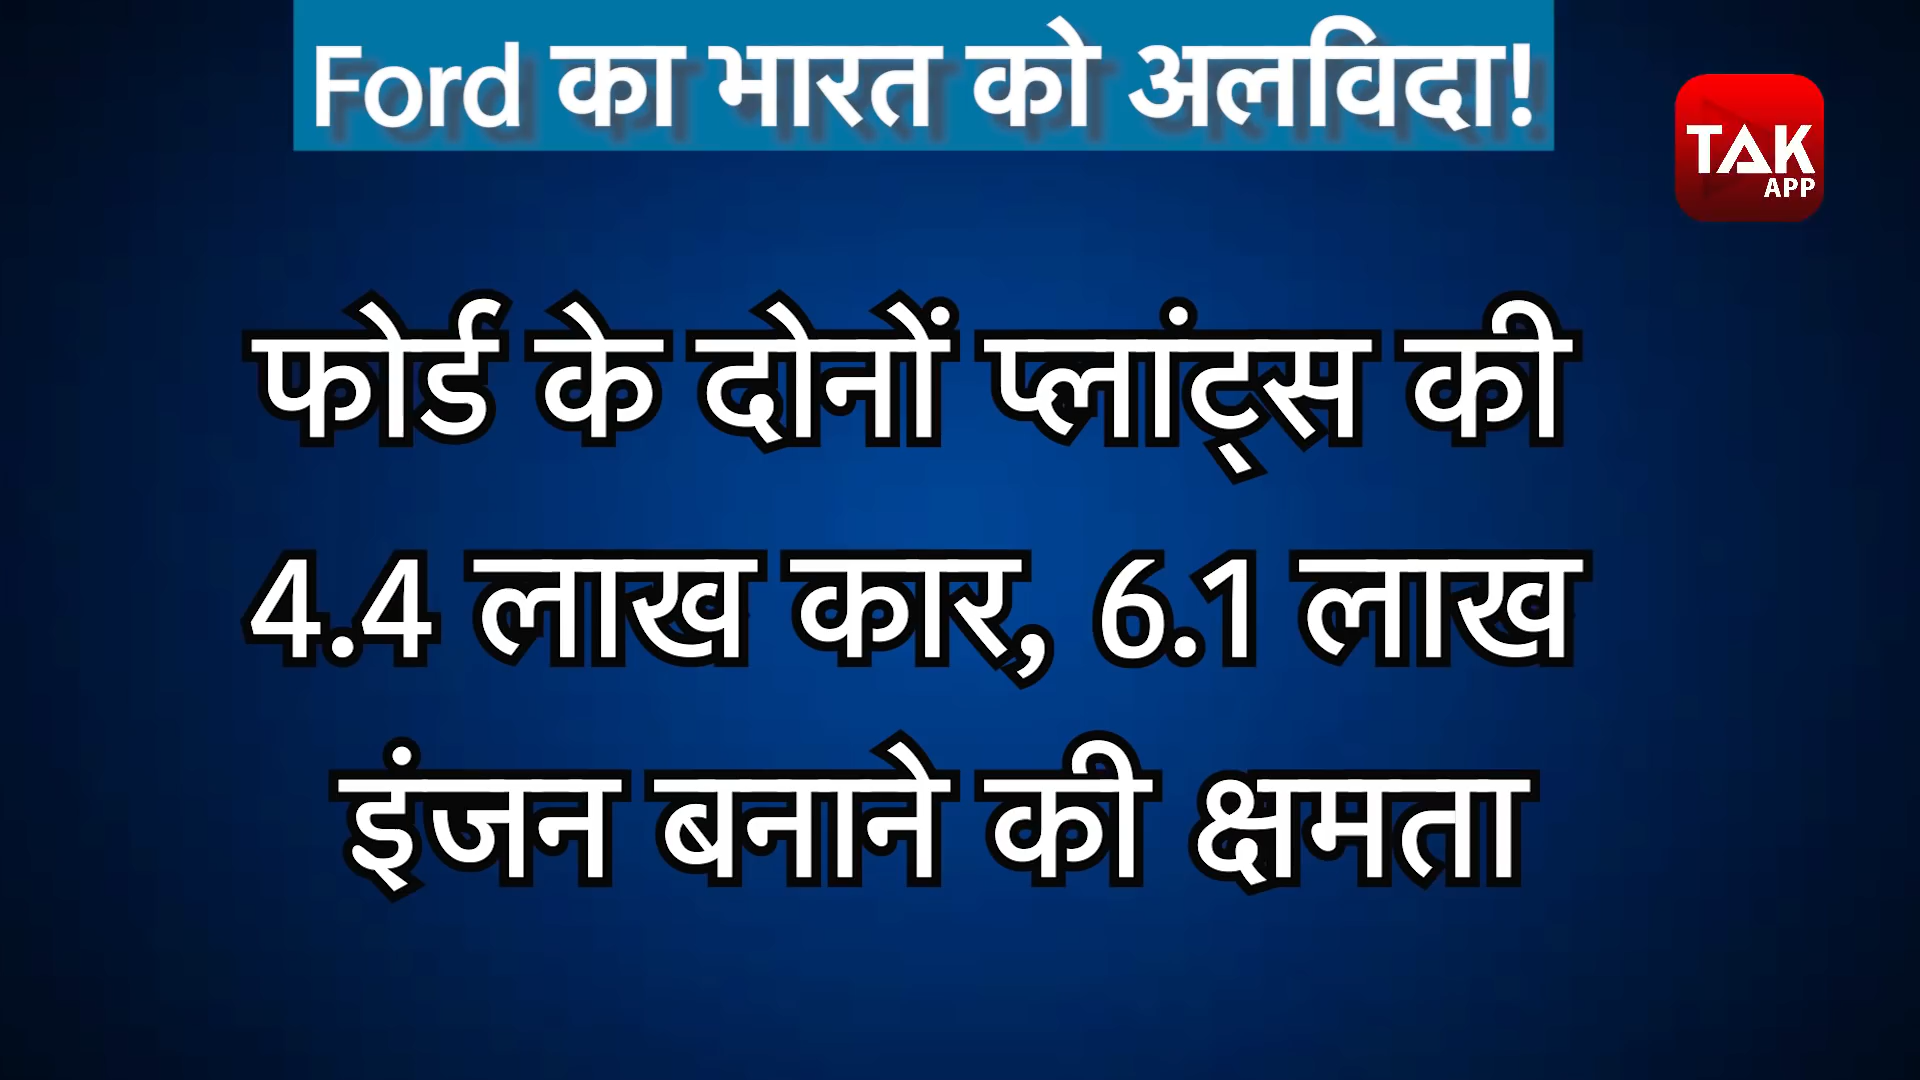 Ford का भारत को अलविदा!
TAK
APP
फोर्ड के दोनों प्लांट्स की
4.4 लाख कार, 6.1 लाख
इंजन बनाने की क्षमता